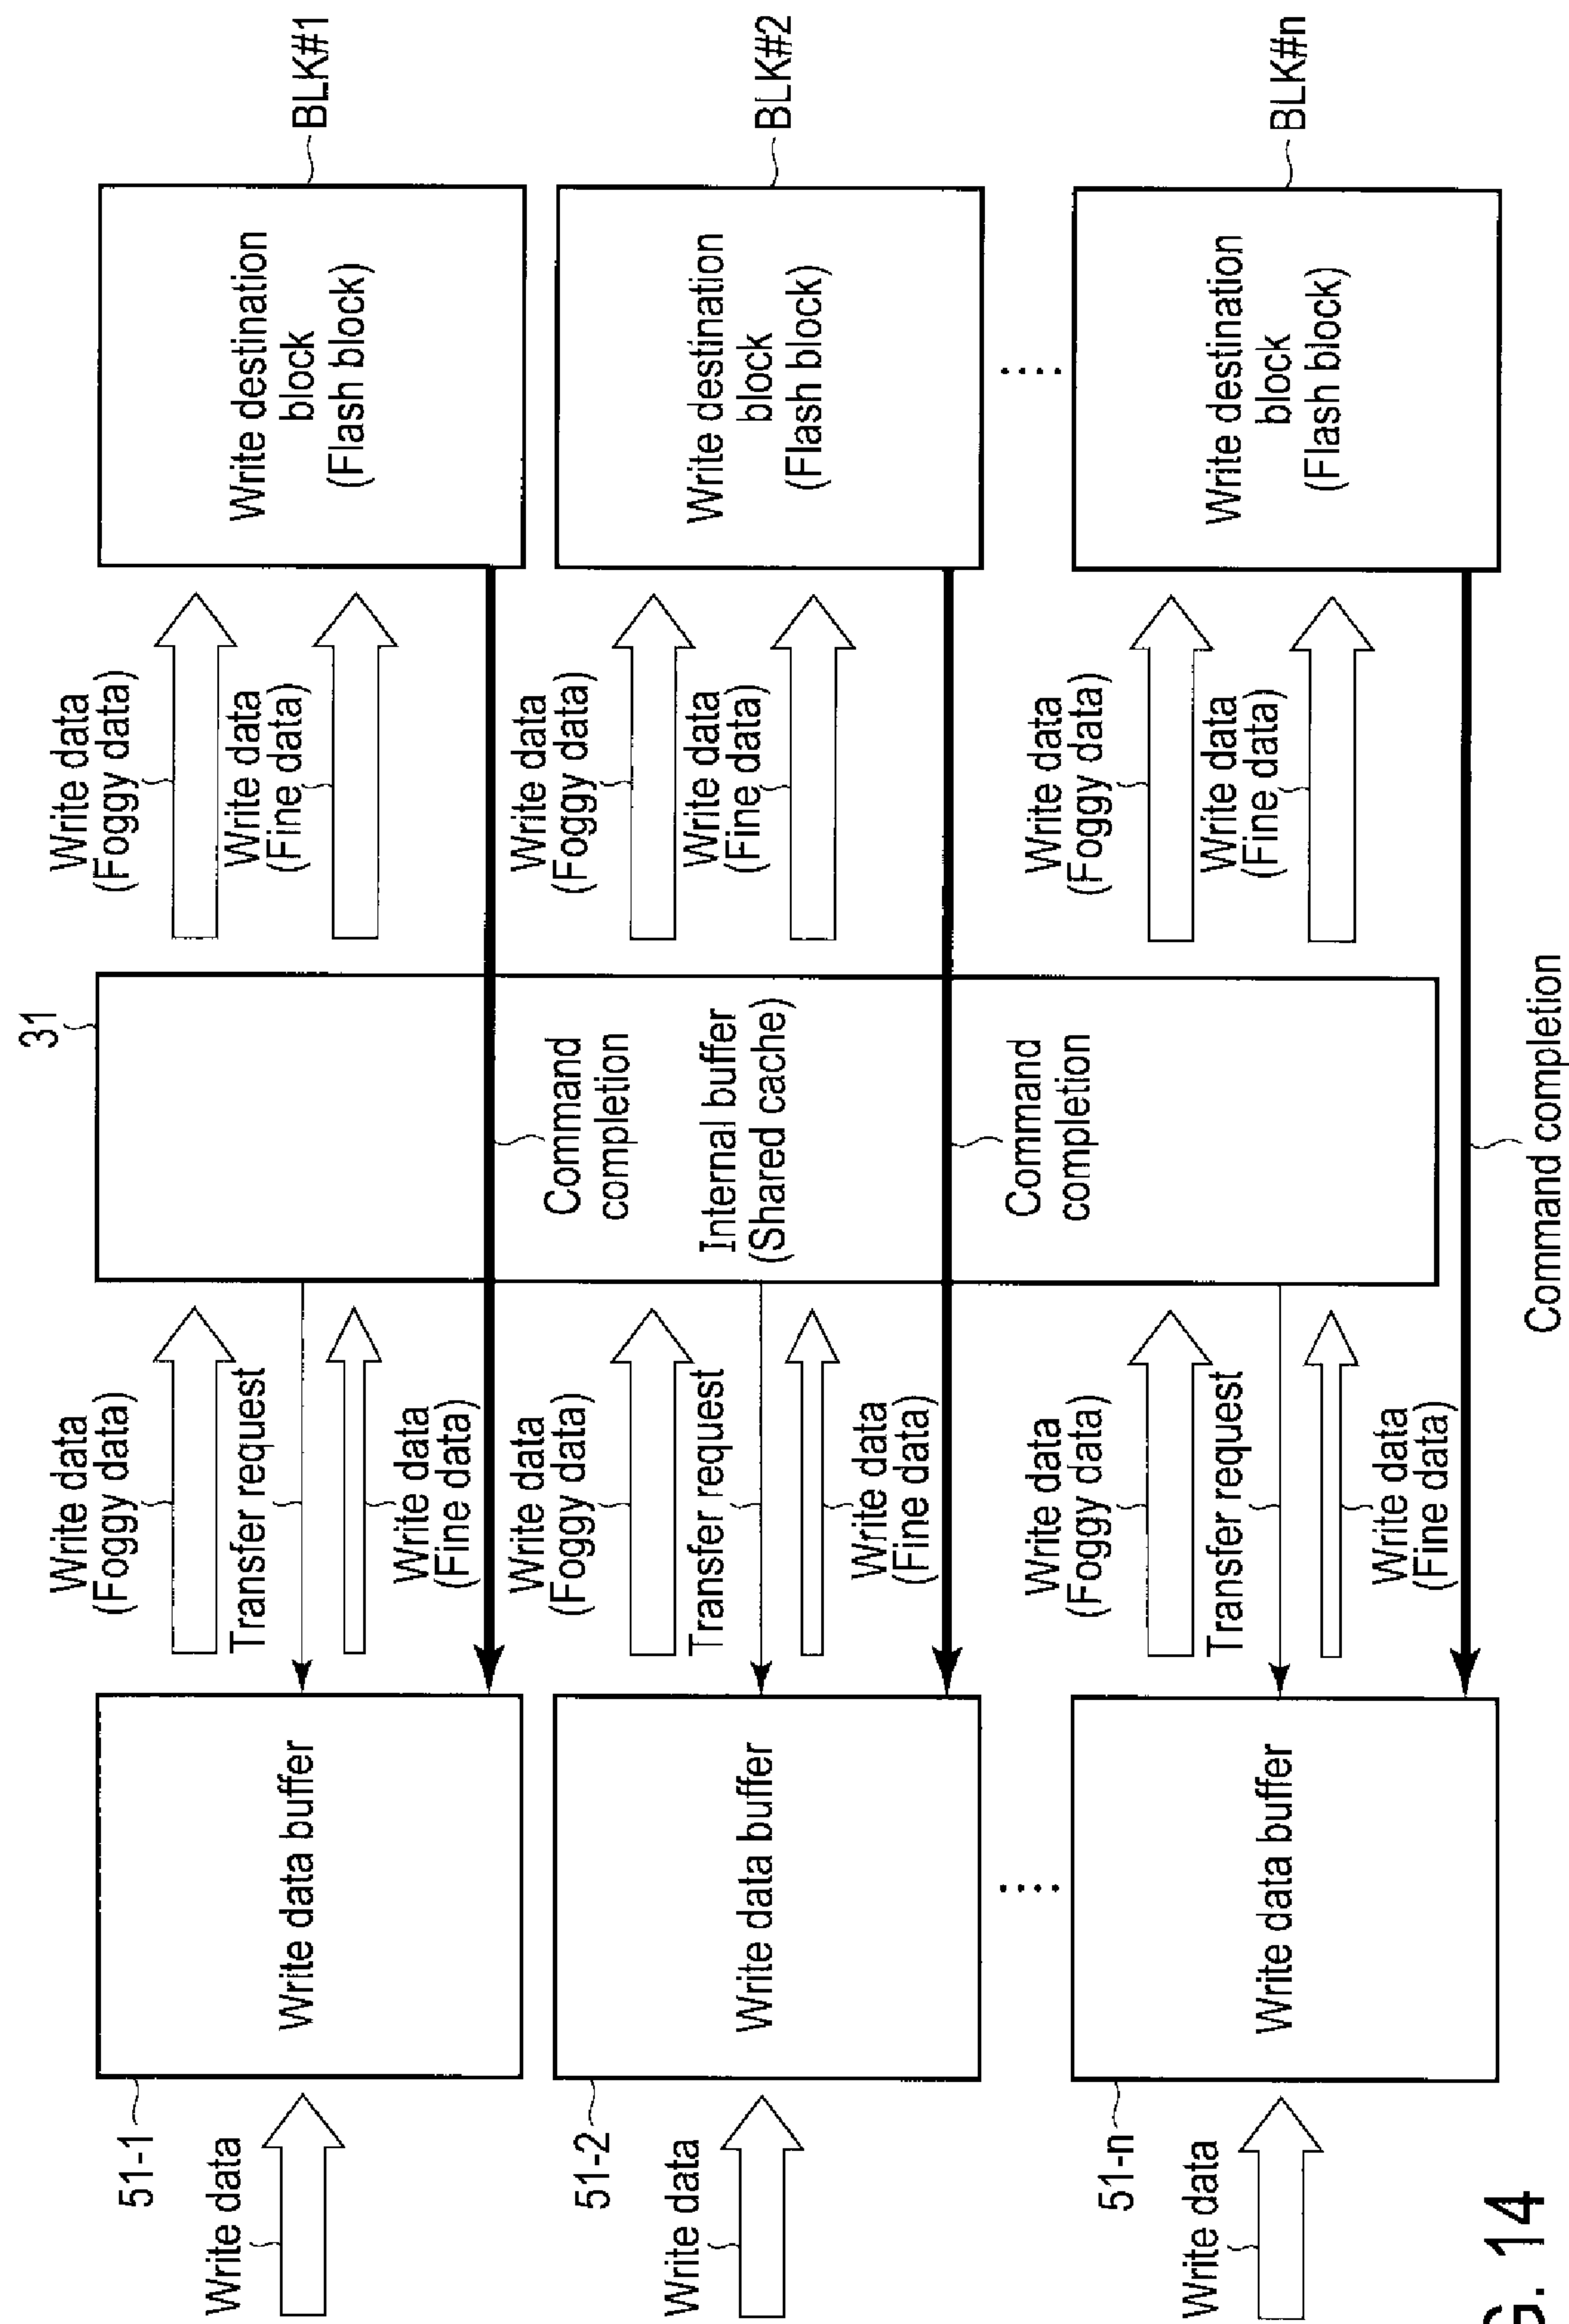 51-1
Write data
Write data buffer
Write data
(Foggy data)
Transfer request
Write data
(Fine data)
31
Command
completion
Internal buffer
(Shared cache)
Command
completion
Write data
(Foggy data)
Write data
(Fine data)
Write destination
block
(Flash block)
BLK#1
51-2
Write data
Write data buffer
Write data
(Foggy data)
Transfer request
Write data
(Fine data)
Write data
(Foggy data)
Write data
(Fine data)
Write destination
block
(Flash block)
BLK#2
51-n
Write data
Write data buffer
Write data
(Foggy data)
Transfer request
Write data
(Fine data)
Write data
(Foggy data)
Write data
(Fine data)
Write destination
block
(Flash block)
BLK#n
Command completion
G. 14